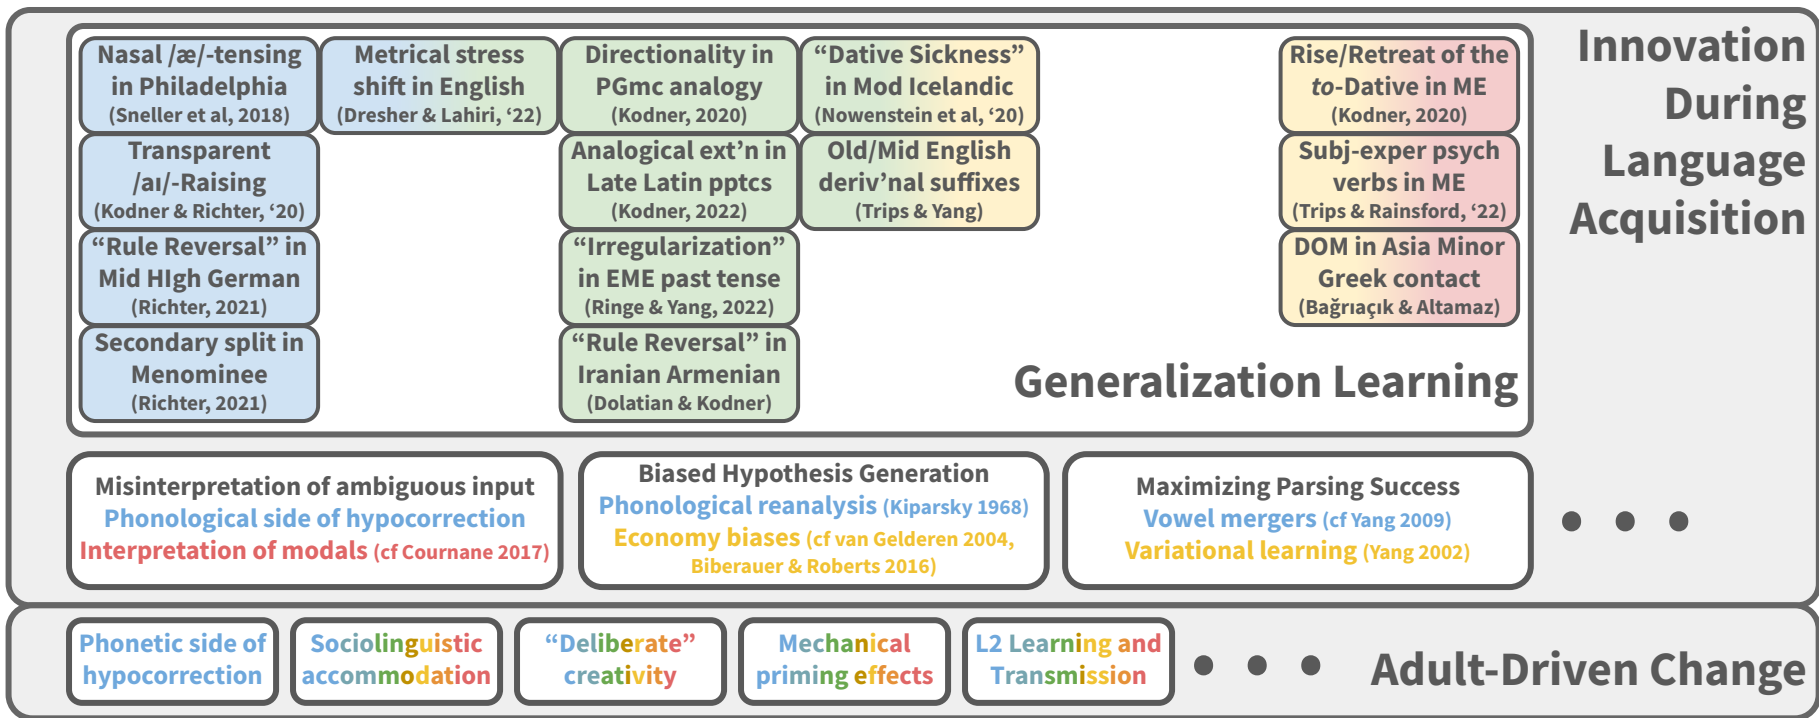 Nasal /æ/-tensing
in Philadelphia
(Sneller et al, 2018)
Metrical stress
shift in English
(Dresher & Lahiri, ‘22)
Directionality in
PGmc analogy
(Kodner, 2020)
“Dative Sickness”
in Mod Icelandic
(Nowenstein et al, ‘20)
Rise/Retreat of the
to-Dative in ME
(Kodner, 2020)
Innovation
During
Language
Acquisition
Transparent
/aɪ/-Raising
(Kodner & Richter, ‘20)
Analogical ext’n in
Late Latin pptcs
(Kodner, 2022)
Old/Mid English
deriv’nal suffixes
(Trips & Yang)
Subj-exper psych
verbs in ME
(Trips & Rainsford, ‘22)
“Rule Reversal” in
Mid HIgh German
(Richter, 2021)
“Irregularization”
in EME past tense
(Ringe & Yang, 2022)
DOM in Asia Minor
Greek contact
(Bağrıaçık & Altamaz)
Secondary split in
Menominee
(Richter, 2021)
“Rule Reversal” in
Iranian Armenian
(Dolatian & Kodner)
Generalization Learning
Misinterpretation of ambiguous input
Phonological side of hypocorrection
Interpretation of modals (cf Cournane 2017)
Biased Hypothesis Generation
Phonological reanalysis (Kiparsky 1968)
Economy biases (cf van Gelderen 2004,
Biberauer & Roberts 2016)
Maximizing Parsing Success
Vowel mergers (cf Yang 2009)
Variational learning (Yang 2002)
● ● ●
Phonetic side of
hypocorrection
Sociolinguistic
accommodation
“Deliberate”
creativity
Mechanical
priming effects
L2 Learning and
Transmission
● ● ●
Adult-Driven Change